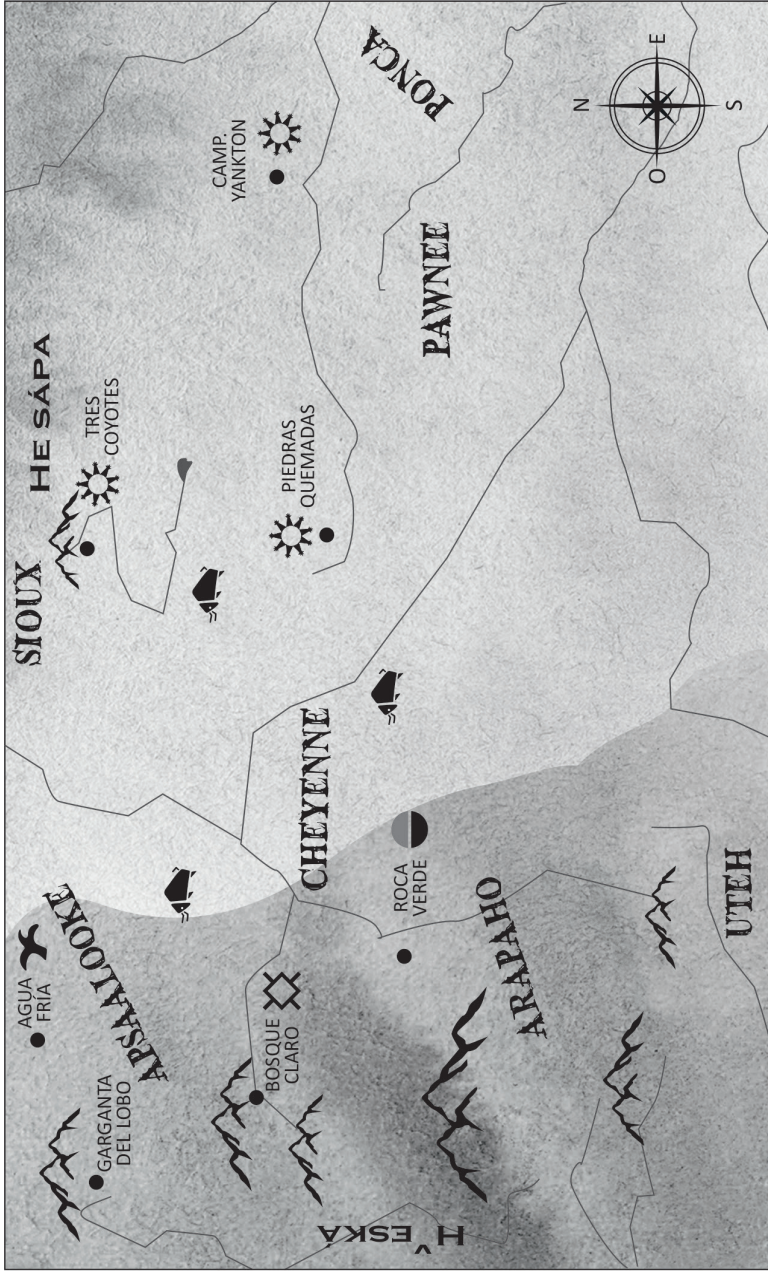 SIOUX
HE SÁPA
AGUA
FRÍA
APSAALOOKE
GARGANTA
DEL LOBO
TRES
COYOTES
CAMP.
YANKTON
BOSQUE
CLARO
PIEDRAS
QUEMADAS
CHEYENNE
HˇESKÁ
PONCA
ROCA
VERDE
PAWNEE
ARAPAHO
UTEH
N
O
E
S